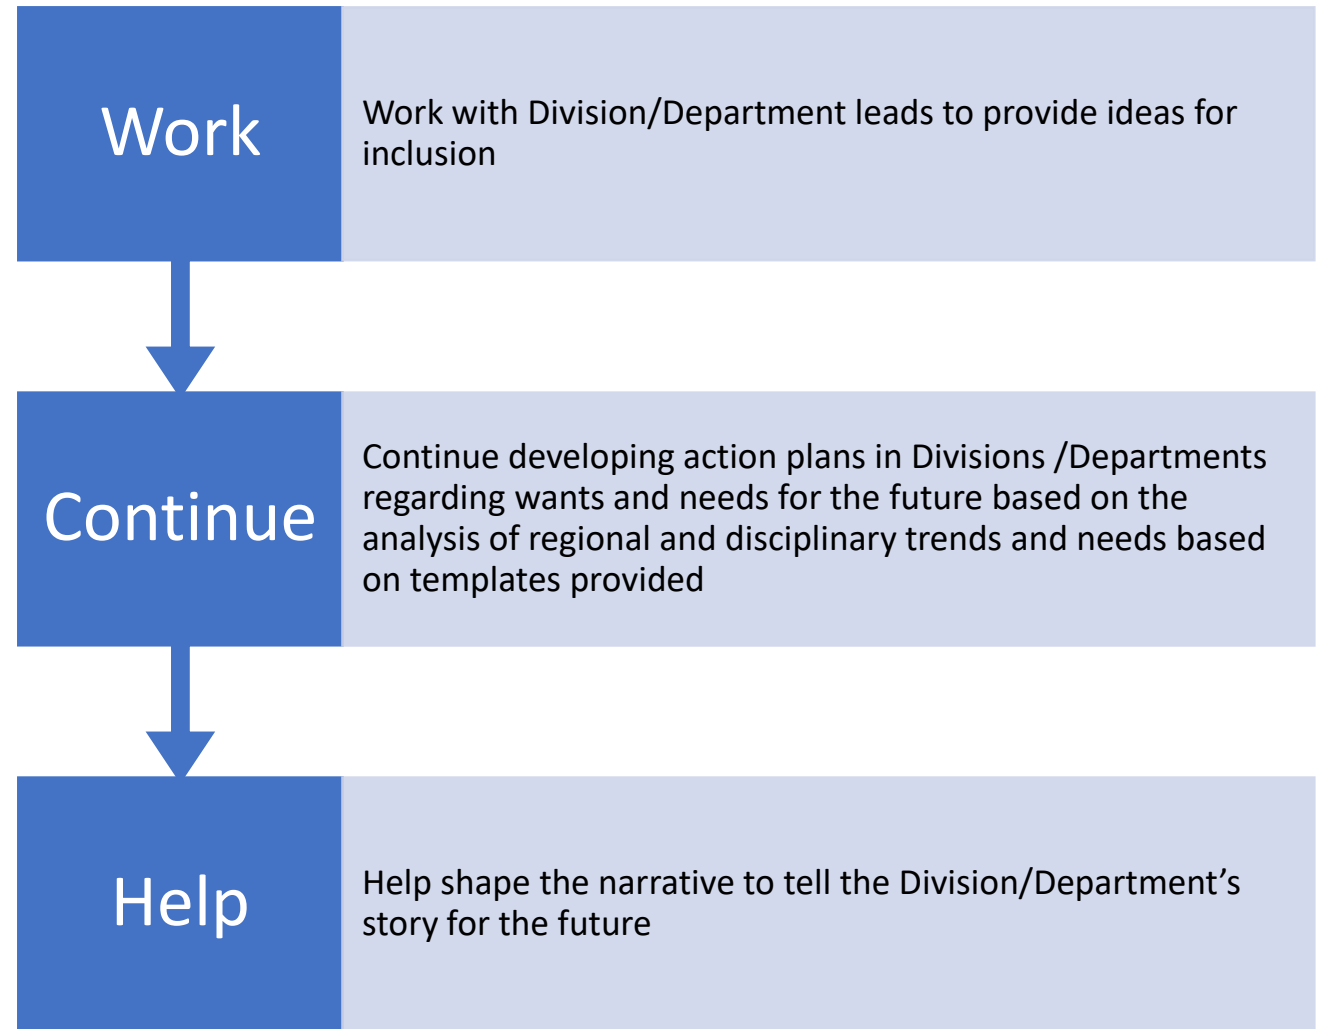 Work
Work with Division/Department leads to provide ideas for
inclusion
Continue
Continue developing action plans in Divisions /Departments
regarding wants and needs for the future based on the
analysis of regional and disciplinary trends and needs based
on templates provided
Help
Help shape the narrative to tell the Division/Department’s
story for the future